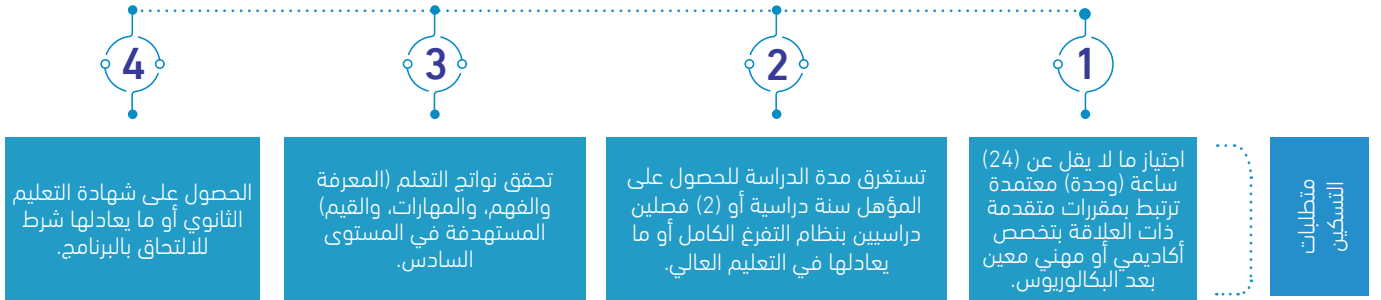 متطلبات
التسكين
1
اجتياز ما لا يقل عن (24)
ساعة (وحدة) معتمدة
ترتبط بمقررات متقدمة
ذات العلاقة بتخصص
أكاديمي أو مهني معين
بعد البكالوريوس.
2
تستغرق مدة الدراسة للحصول على
المؤهل سنة دراسية أو (2) فصلين
دراسيين بنظام التفرغ الكامل أو ما
يعادلها في التعليم العالي.
3
تحقق نواتج التعلم (المعرفة
والفهم، والمهارات، والقيم)
المستهدفة في المستوى
السادس.
4
الحصول على شهادة التعليم
الثانوي أو ما يعادلها شرط
للالتحاق بالبرنامج.